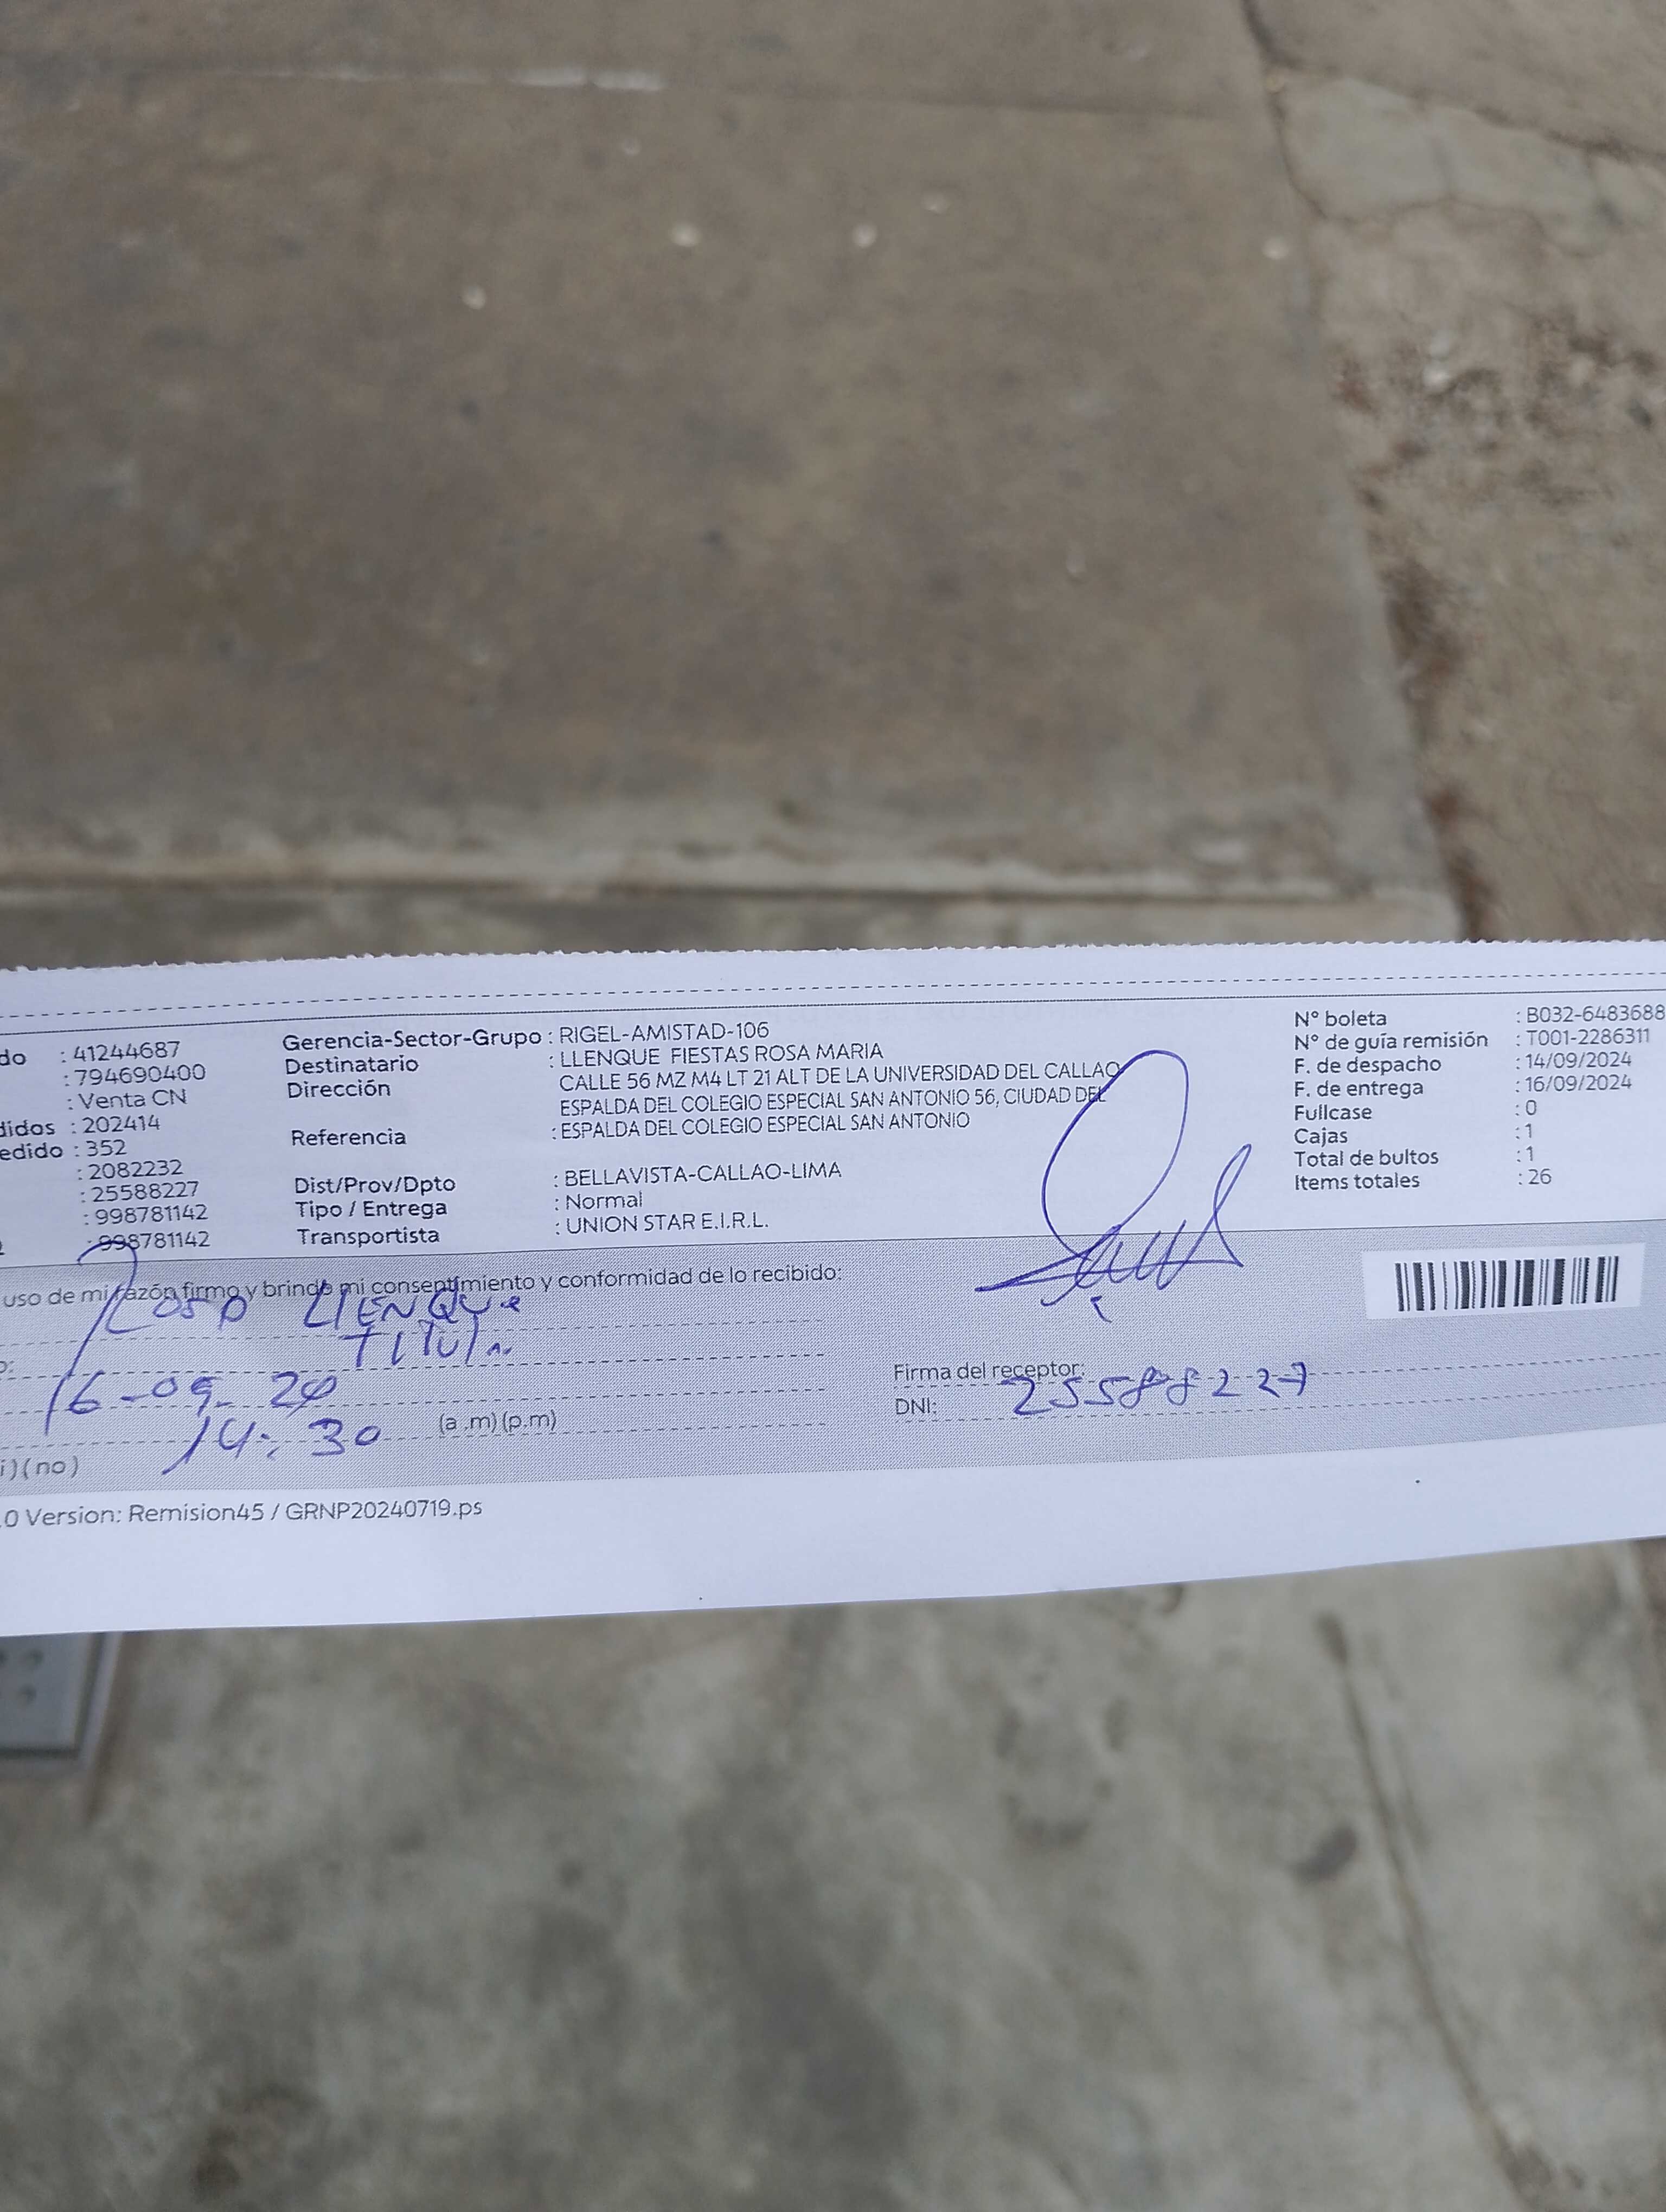 do : 41244687
: 794690400
: Venta CN
didos : 202414
edido : 352
: 2082232
: 25588227
: 998781142
: 998781142
Gerencia-Sector-Grupo : RIGEL-AMISTAD-106
Destinatario : LLENQUE FIESTAS ROSA MARIA
Dirección CALLE 56 MZ M4 LT 21 ALT DE LA UNIVERSIDAD DEL CALLAO
ESPALDA DEL COLEGIO ESPECIAL SAN ANTONIO 56, CIUDAD DEL
Referencia : ESPALDA DEL COLEGIO ESPECIAL SAN ANTONIO
Dist/Prov/Dpto : BELLAVISTA-CALLAO-LIMA
Tipo / Entrega : Normal
Transportista : UNION STAR E.I.R.L.
N° boleta : B032-6483688
N° de guía remisión : T001-2286311
F. de despacho : 14/09/2024
F. de entrega : 16/09/2024
Fullcase : 0
Cajas : 1
Total de bultos : 1
Items totales : 26
uso de mi razón firmo y brindo mi consentimiento y conformidad de lo recibido:
LLENQUE
o:
16-09-24
14:30 (a.m) (p.m)
i) (no)
Firma del receptor:
DNI: 25588227
.0 Version: Remision45 / GRNP20240719.ps